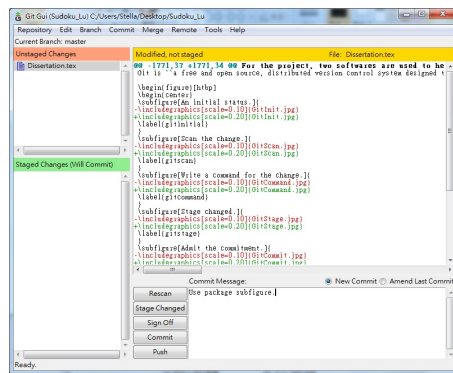 Git Gui (Sudoku_Lu) C:/Users/Stella/Desktop/Sudoku_Lu
Repository Edit Branch Commit Merge Remote Tools Help
Current Branch: master
Unstaged Changes
Modified, not staged File: Dissertation.tex
Dissertation.tex
@@ -1771,37 +1771,34 @@ For the project, two softwares are used to he
Git is ``a free and open source, distributed version control system designed t
\begin{figure}[htbp]
\begin{center}
\subfigure[An initial status.]{
-\includegraphics[scale=0.10]{GitInit.jpg}
+\includegraphics[scale=0.20]{GitInit.jpg}
\label{gitinitial}
}
\subfigure[Scan the change.]{
-\includegraphics[scale=0.10]{GitScan.jpg}
+\includegraphics[scale=0.20]{GitScan.jpg}
\label{gitscan}
}
\subfigure[Write a Command for the change.]{
-\includegraphics[scale=0.10]{GitCommand.jpg}
+\includegraphics[scale=0.20]{GitCommand.jpg}
\label{gitCommand}
}
\subfigure[Stage changed.]{
-\includegraphics[scale=0.10]{GitStage.jpg}
+\includegraphics[scale=0.20]{GitStage.jpg}
\label{gitstage}
}
\subfigure[Admit the commitment.]{
-\includegraphics[scale=0.10]{GitCommit.jpg}
+\includegraphics[scale=0.20]{GitCommit.jpg}
Staged Changes (Will Commit)
Commit Message: New Commit Amend Last Commit
Rescan
Use package subfigure.
Stage Changed
Sign Off
Commit
Push
Ready.